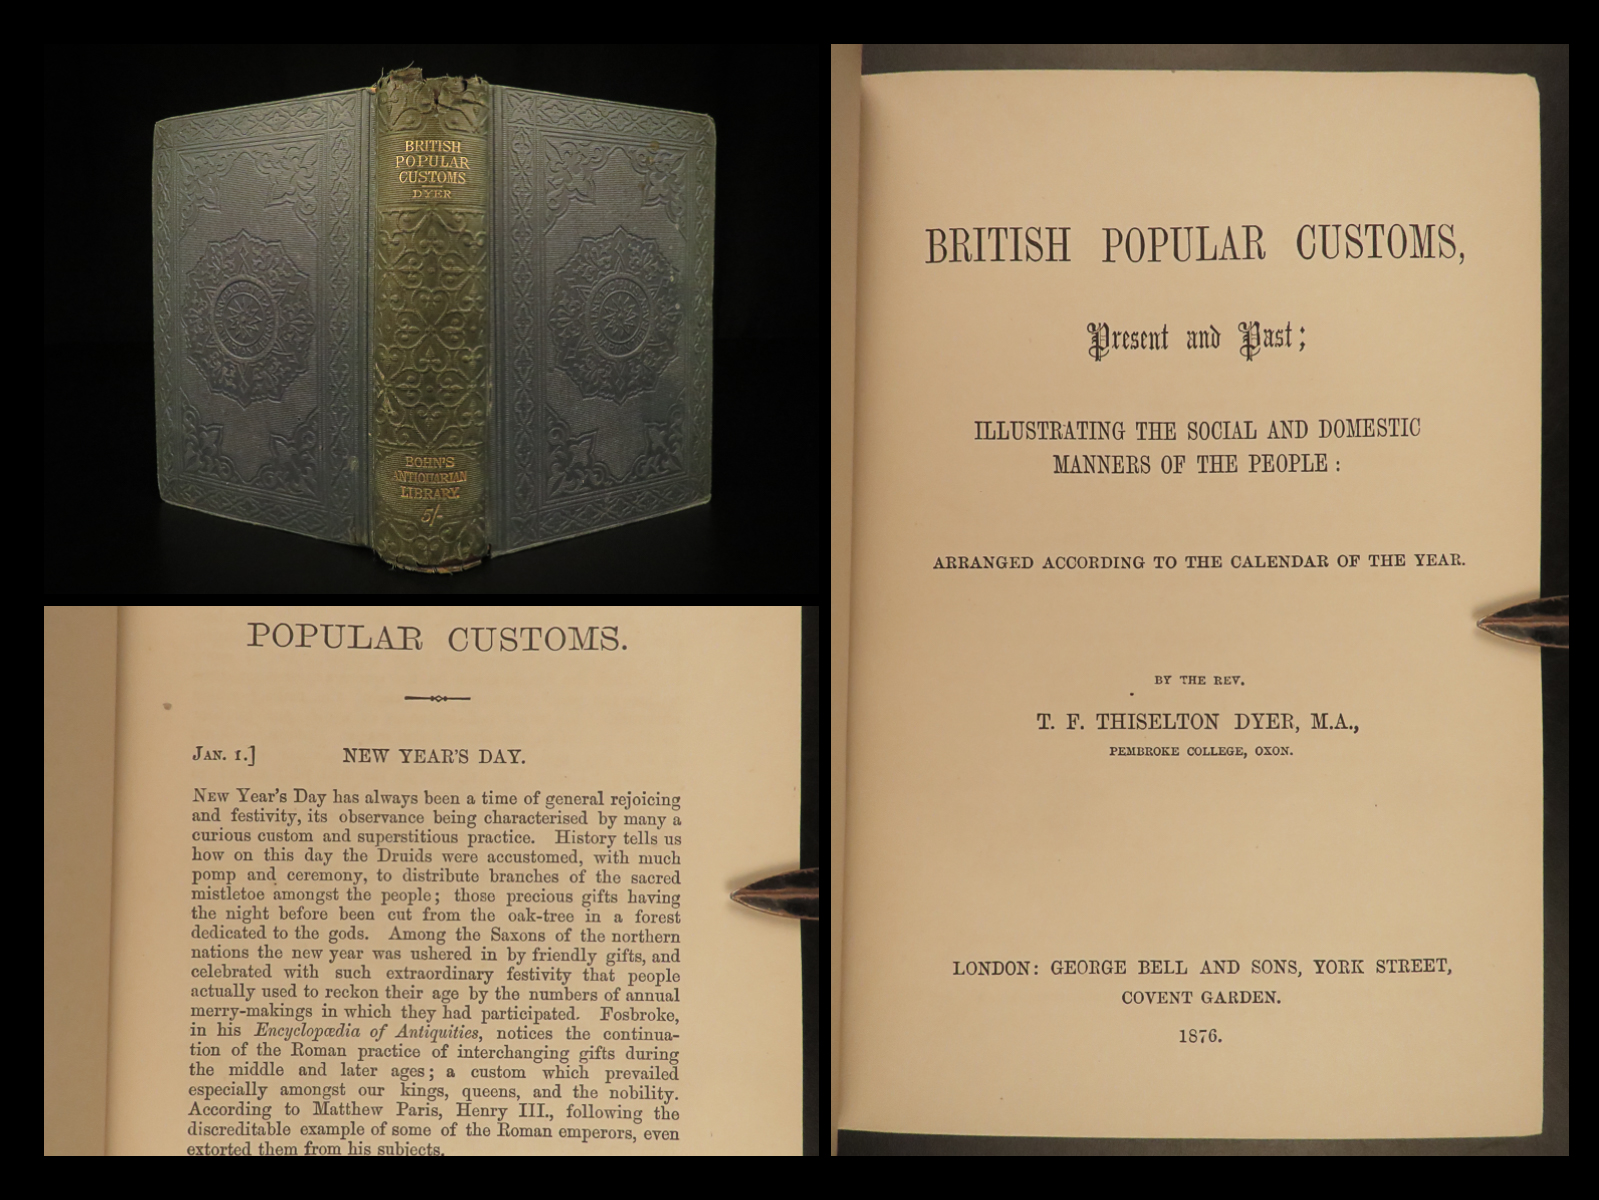 BRITISH
POPULAR
CUSTOMS
DYER
BOHN'S
ANTIQUARIAN
LIBRARY.
5/-
POPULAR CUSTOMS.
JAN. 1.] NEW YEAR'S DAY.
NEW Year's Day has always been a time of general rejoicing
and festivity, its observance being characterised by many a
curious custom and superstitious practice. History tells us
how on this day the Druids were accustomed, with much
pomp and ceremony, to distribute branches of the sacred
mistletoe amongst the people; those precious gifts having
the night before been cut from the oak-tree in a forest
dedicated to the gods. Among the Saxons of the northern
nations the new year was ushered in by friendly gifts, and
celebrated with such extraordinary festivity that people
actually used to reckon their age by the numbers of annual
merry-makings in which they had participated. Fosbroke,
in his Encyclopædia of Antiquities, notices the continua-
tion of the Roman practice of interchanging gifts during
the middle and later ages; a custom which prevailed
especially amongst our kings, queens, and the nobility.
According to Matthew Paris, Henry III., following the
discreditable example of some of the Roman emperors, even
extorted them from his subjects.
BRITISH POPULAR CUSTOMS,
Present and Past;
ILLUSTRATING THE SOCIAL AND DOMESTIC
MANNERS OF THE PEOPLE:
ARRANGED ACCORDING TO THE CALENDAR OF THE YEAR.
BY THE REV.
T. F. THISELTON DYER, M.A.,
PEMBROKE COLLEGE, OXON.
LONDON: GEORGE BELL AND SONS, YORK STREET,
COVENT GARDEN.
1876.